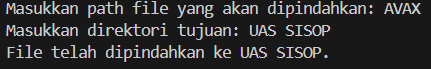 Masukkan path file yang akan dipindahkan: AVAX
Masukkan direktori tujuan: UAS SISOP
File telah dipindahkan ke UAS SISOP.